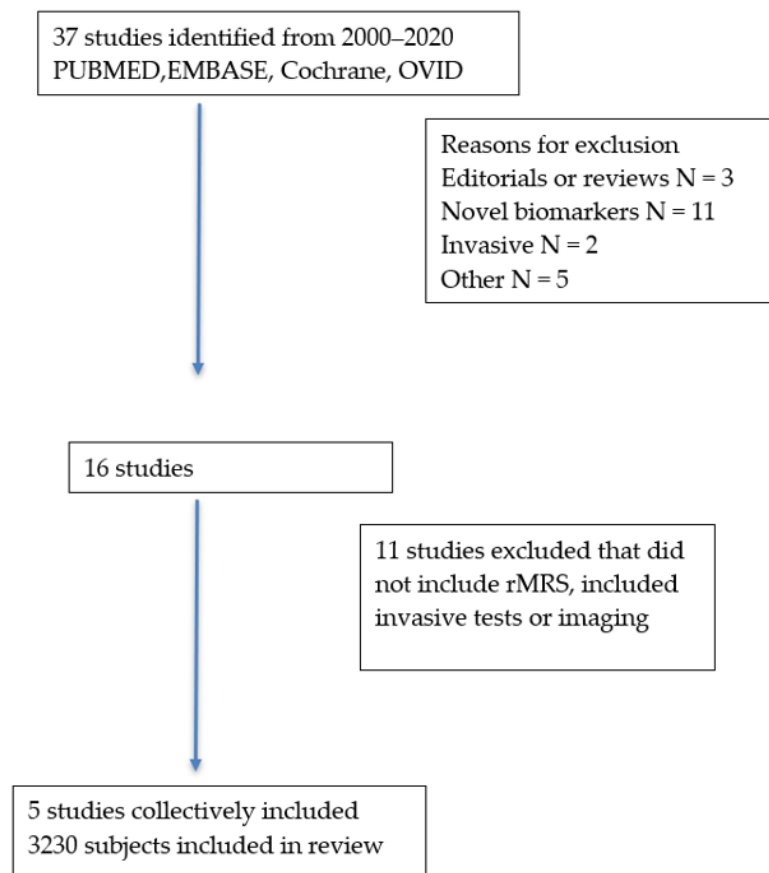 37 studies identified from 2000–2020
PUBMED,EMBASE, Cochrane, OVID
Reasons for exclusion
Editorials or reviews N = 3
Novel biomarkers N = 11
Invasive N = 2
Other N = 5
16 studies
11 studies excluded that did
not include rMRS, included
invasive tests or imaging
5 studies collectively included
3230 subjects included in review